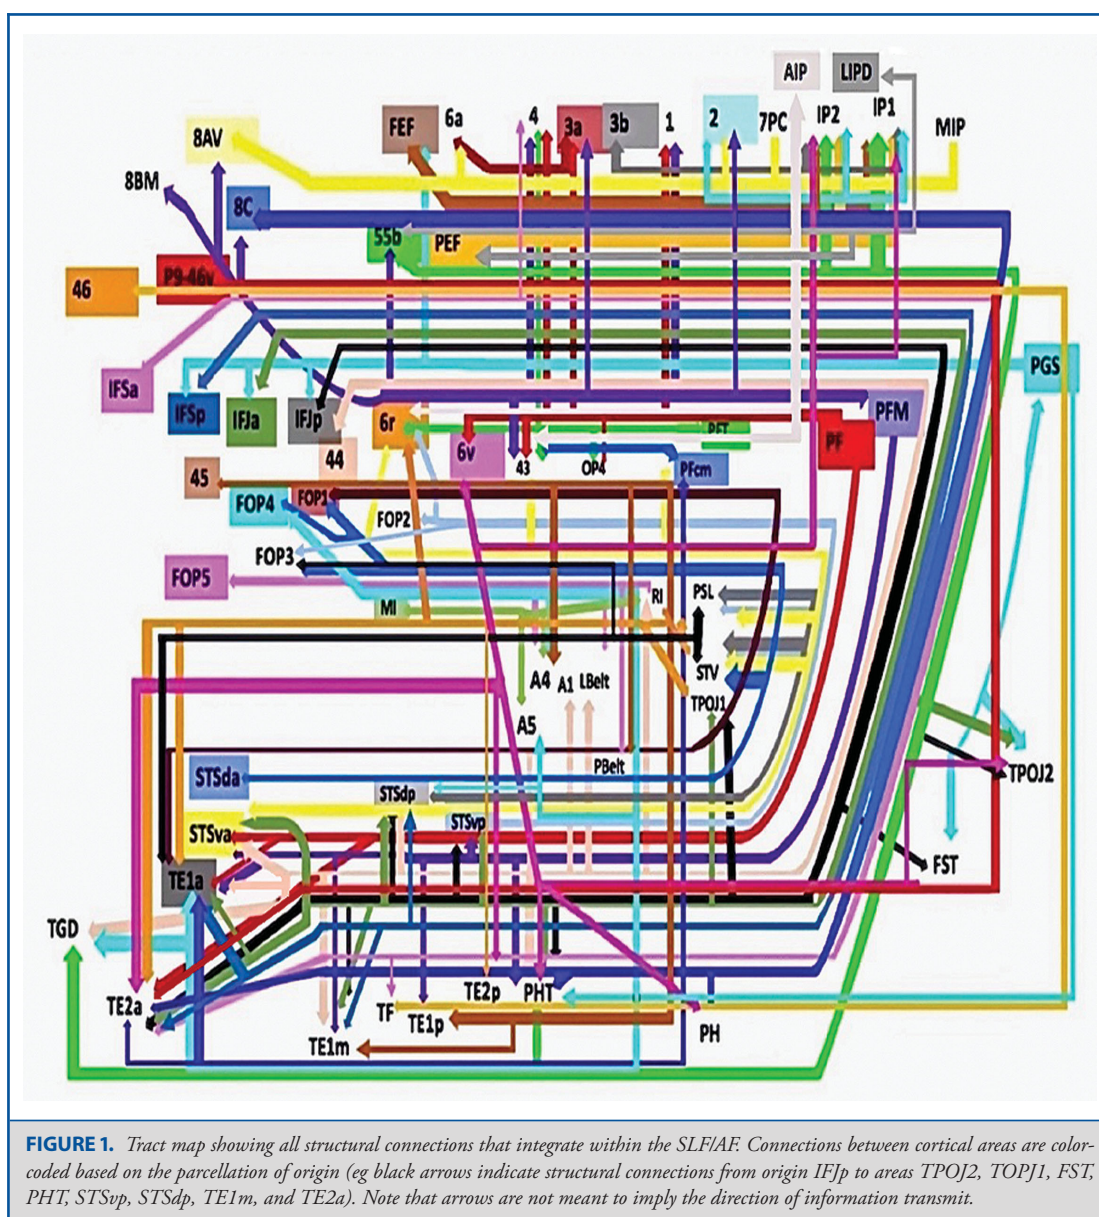 AIP
LIPD
FEF
6a
4
3a
3b
1
2
7PC
IP2
IP1
MIP
8AV
8BM
8C
55b
PEF
46
P9-46v
IFSa
IFSp
IFJa
IFJp
44
6r
6v
43
OP4
PFT
PFcm
PF
PFM
PGS
45
FOP4
FOP1
FOP2
FOP3
FOP5
MI
RI
PSL
STV
A4
A1
LBelt
TPOJ1
A5
PBelt
STSda
STSdp
STSva
STSvp
TPOJ2
FST
TE1a
TGD
TE2a
TE2p
PHT
TF
TE1p
PH
TE1m
FIGURE 1. Tract map showing all structural connections that integrate within the SLF/AF. Connections between cortical areas are color-
coded based on the parcellation of origin (eg black arrows indicate structural connections from origin IFJp to areas TPOJ2, TOPJ1, FST,
PHT, STSvp, STSdp, TE1m, and TE2a). Note that arrows are not meant to imply the direction of information transmit.